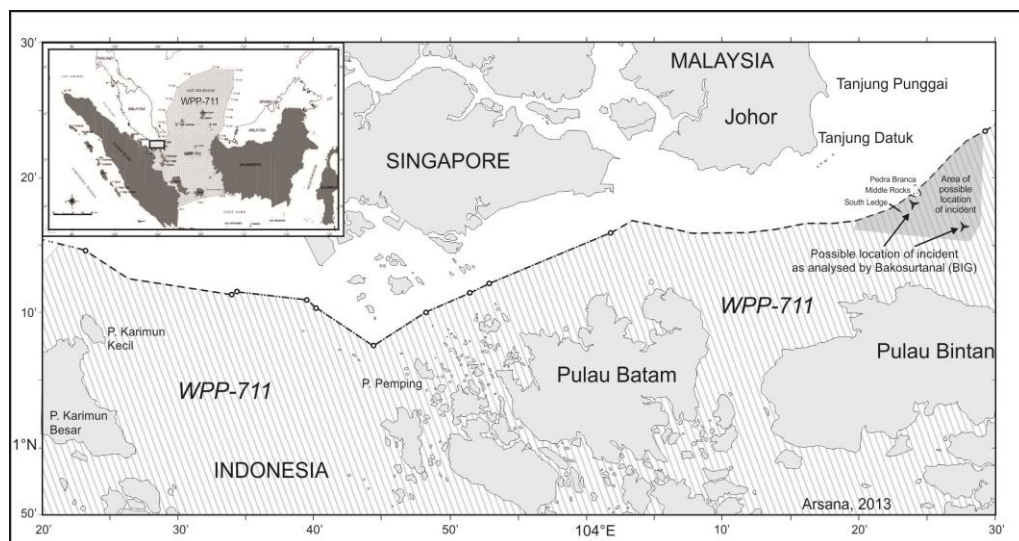 30'
20'
10'
1°N
50'
20'
30'
40'
50'
104°E
10'
20'
30'
WPP-711
MALAYSIA
Johor
Tanjung Punggai
Tanjung Datuk
SINGAPORE
Pedra Branca
Middle Rocks
South Ledge
Area of
possible
location
of incident
Possible location of incident
as analysed by Bakosurtanal (BIG)
WPP-711
P. Karimun
Kecil
WPP-711
P. Pemping
Pulau Batam
Pulau Bintan
P. Karimun
Besar
INDONESIA
Arsana, 2013